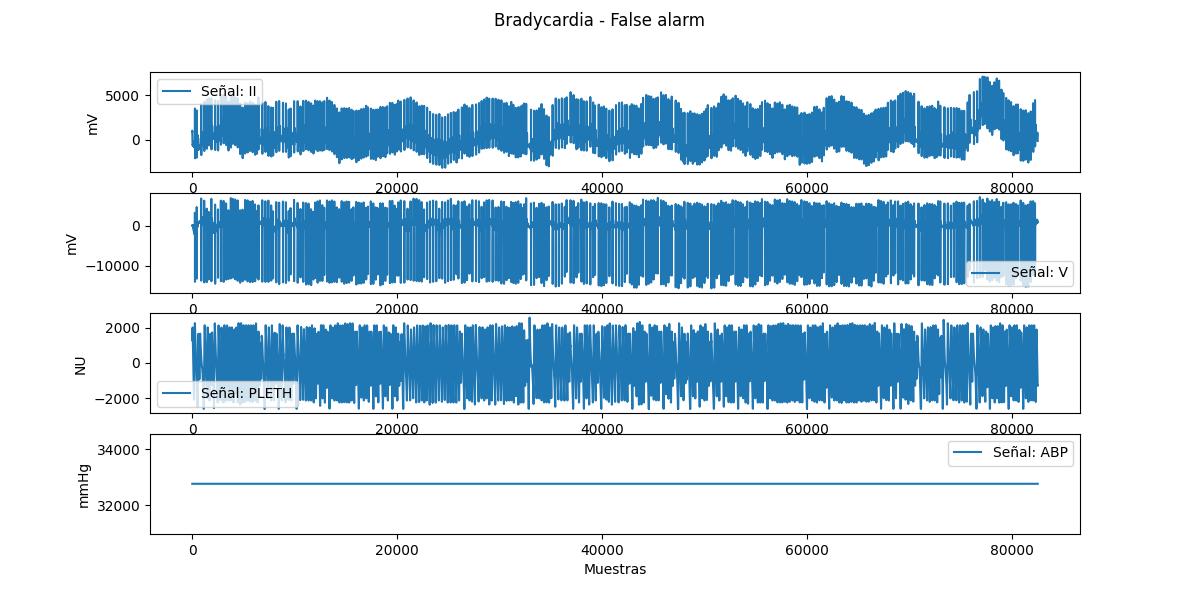 Bradycardia - False alarm
5000
0
mV
Señal: II
0 20000 40000 60000 80000
0
−10000
mV
Señal: V
0 20000 40000 60000 80000
2000
0
−2000
NU
Señal: PLETH
0 20000 40000 60000 80000
34000
32000
mmHg
Señal: ABP
0 20000 40000 60000 80000
Muestras